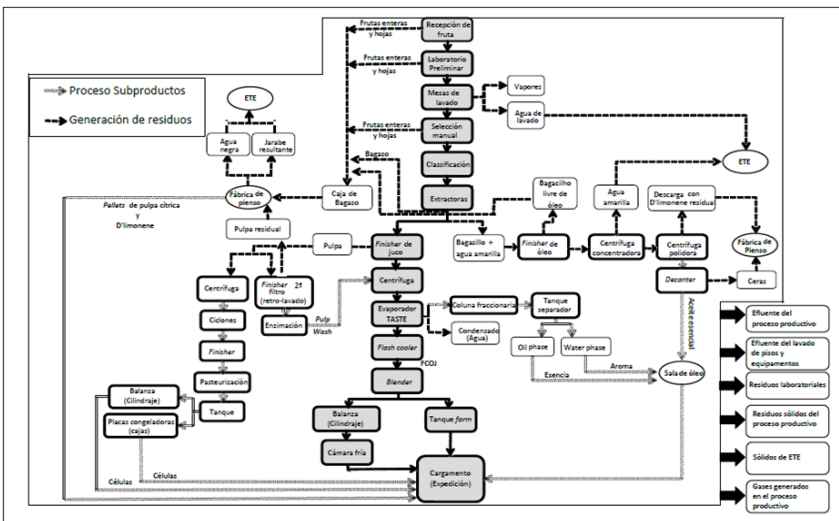 Frutas enteras
y hojas
Recepción de
fruta
Frutas enteras
y hojas
Laboratorio
Preliminar
Proceso Subproductos
Generación de residuos
ETE
Mesas de
lavado
Vapores
Agua de
lavado
Frutas enteras
y hojas
Selección
manual
Agua
negra
Jarabe
resultante
Bagazo
Clasificación
ETE
Fábrica de
pienso
Caja de
Bagazo
Extractoras
Bagacilho
livre de
óleo
Agua
amarilla
Descarga con
D'limonene residual
Pallets de pulpa cítrica
y
D'limonene
Pulpa residual
Pulpa
Finisher de
juco
Bagazillo +
agua amarilla
Finisher de
óleo
Centrífuga
concentradora
Centrífuga
polidora
Fábrica de
Pienso
Centrífuga
Finisher 2º
filtro
(retro-lavado)
Centrífuga
Decanter
Ceras
Ciclones
Enzimación
Pulp
Wash
Evaporador
TASTE
Coluna fraccionaria
Tanque
separador
Condensado
(Agua)
Aceite esencial
Efluente del
proceso productivo
Finisher
Flash cooler
Oil phase
Water phase
Efluente del lavado
de pisos y
equipamentos
FCOJ
Pasteurización
Blender
Esencia
Aroma
Sala de óleo
Residuos laboratoriales
Balanza
(Cilindraje)
Tanque
Placas congeladoras
(cajas)
Balanza
(Cilindraje)
Tanque farm
Residuos sólidos del
proceso productivo
Cámara fría
Sólidos de ETE
Células
Células
Cargamento
(Expedición)
Gases generados
en el proceso
productivo